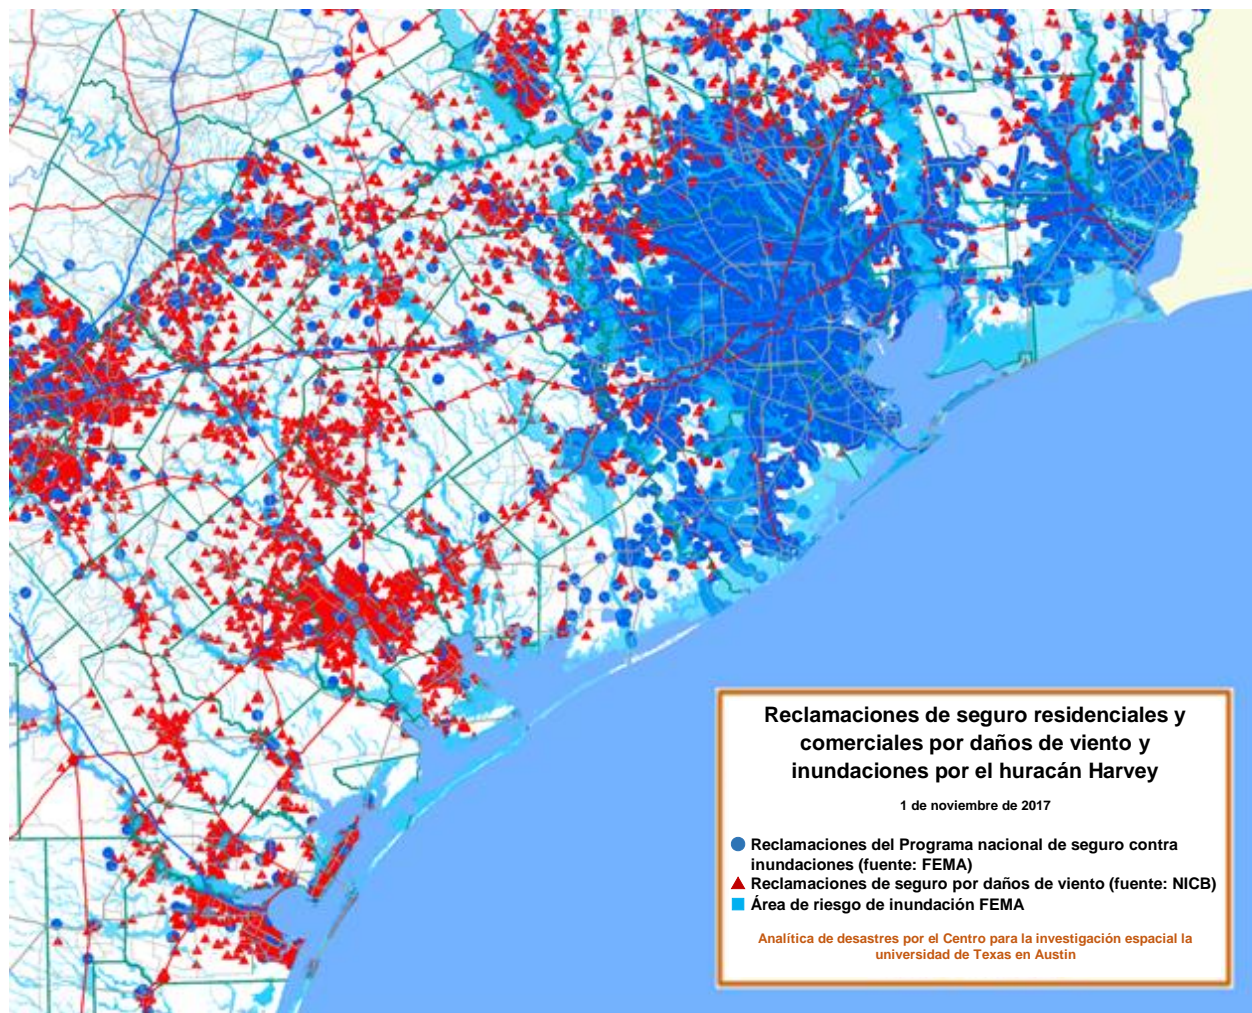 Reclamaciones de seguro residenciales y
comerciales por daños de viento y
inundaciones por el huracán Harvey
1 de noviembre de 2017
Reclamaciones del Programa nacional de seguro contra
inundaciones (fuente: FEMA)
Reclamaciones de seguro por daños de viento (fuente: NICB)
Área de riesgo de inundación FEMA
Analítica de desastres por el Centro para la investigación espacial la
universidad de Texas en Austin